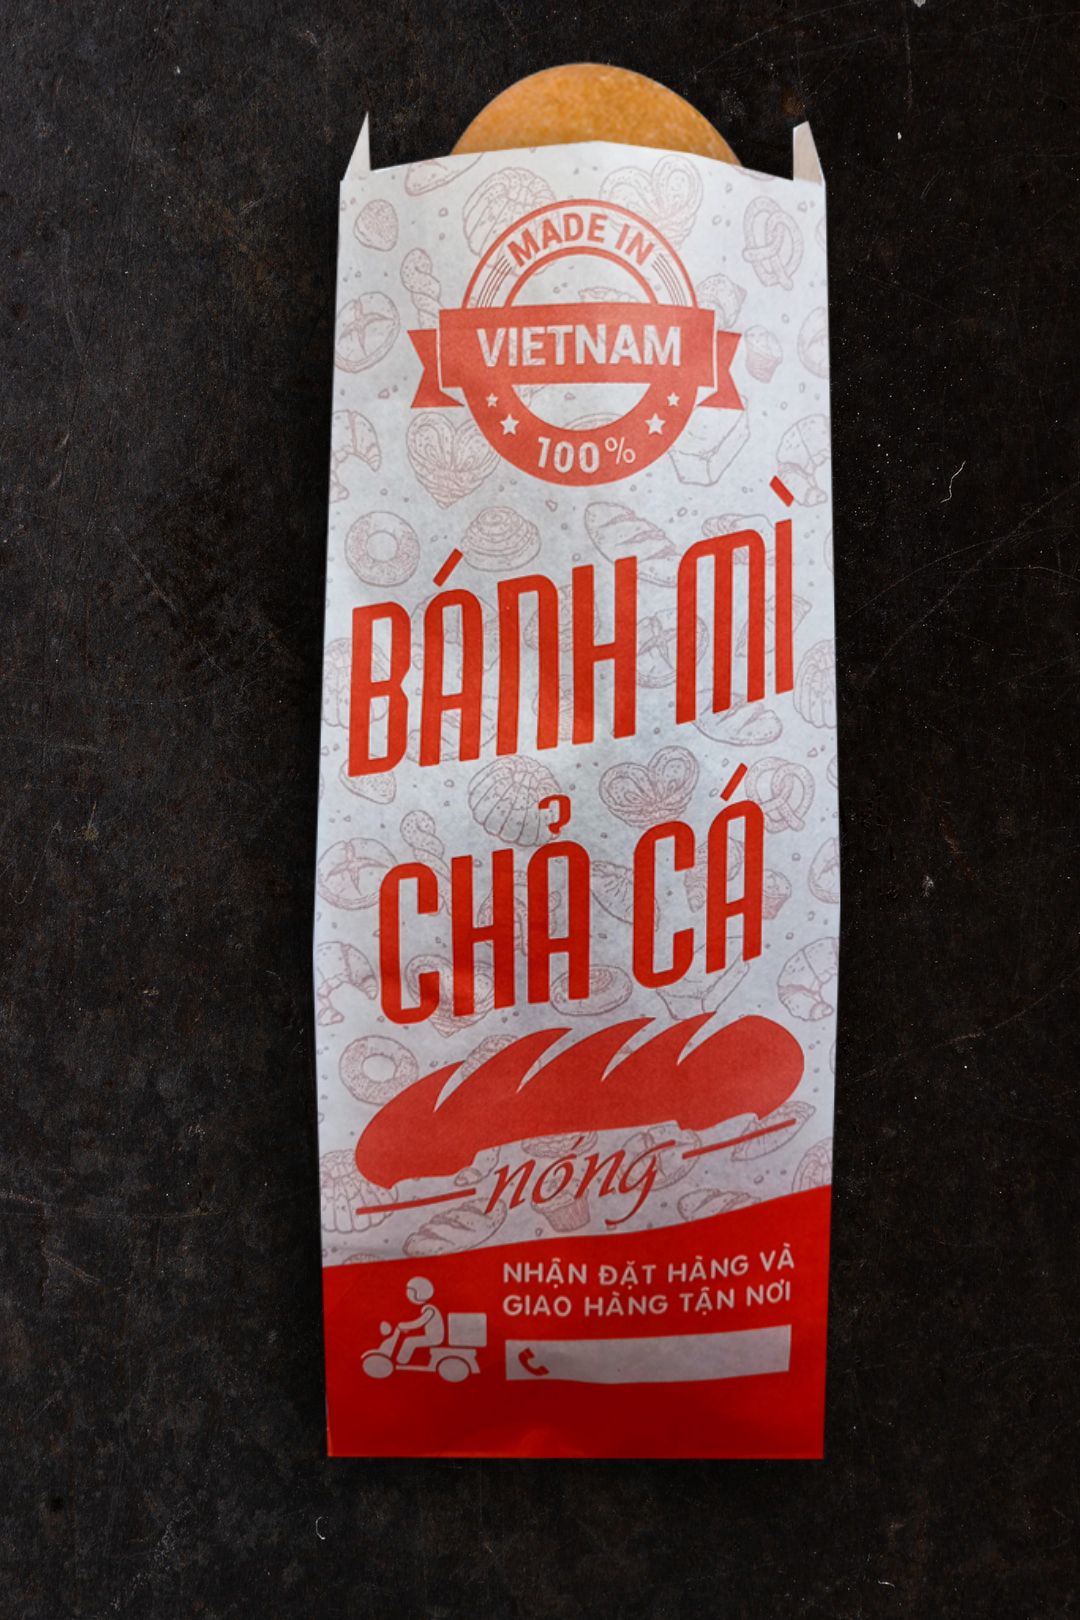 MADE IN
VIETNAM
100%
BÁNH MÌ
CHẢ CÁ
nóng
NHẬN ĐẶT HÀNG VÀ
GIAO HÀNG TẬN NƠI